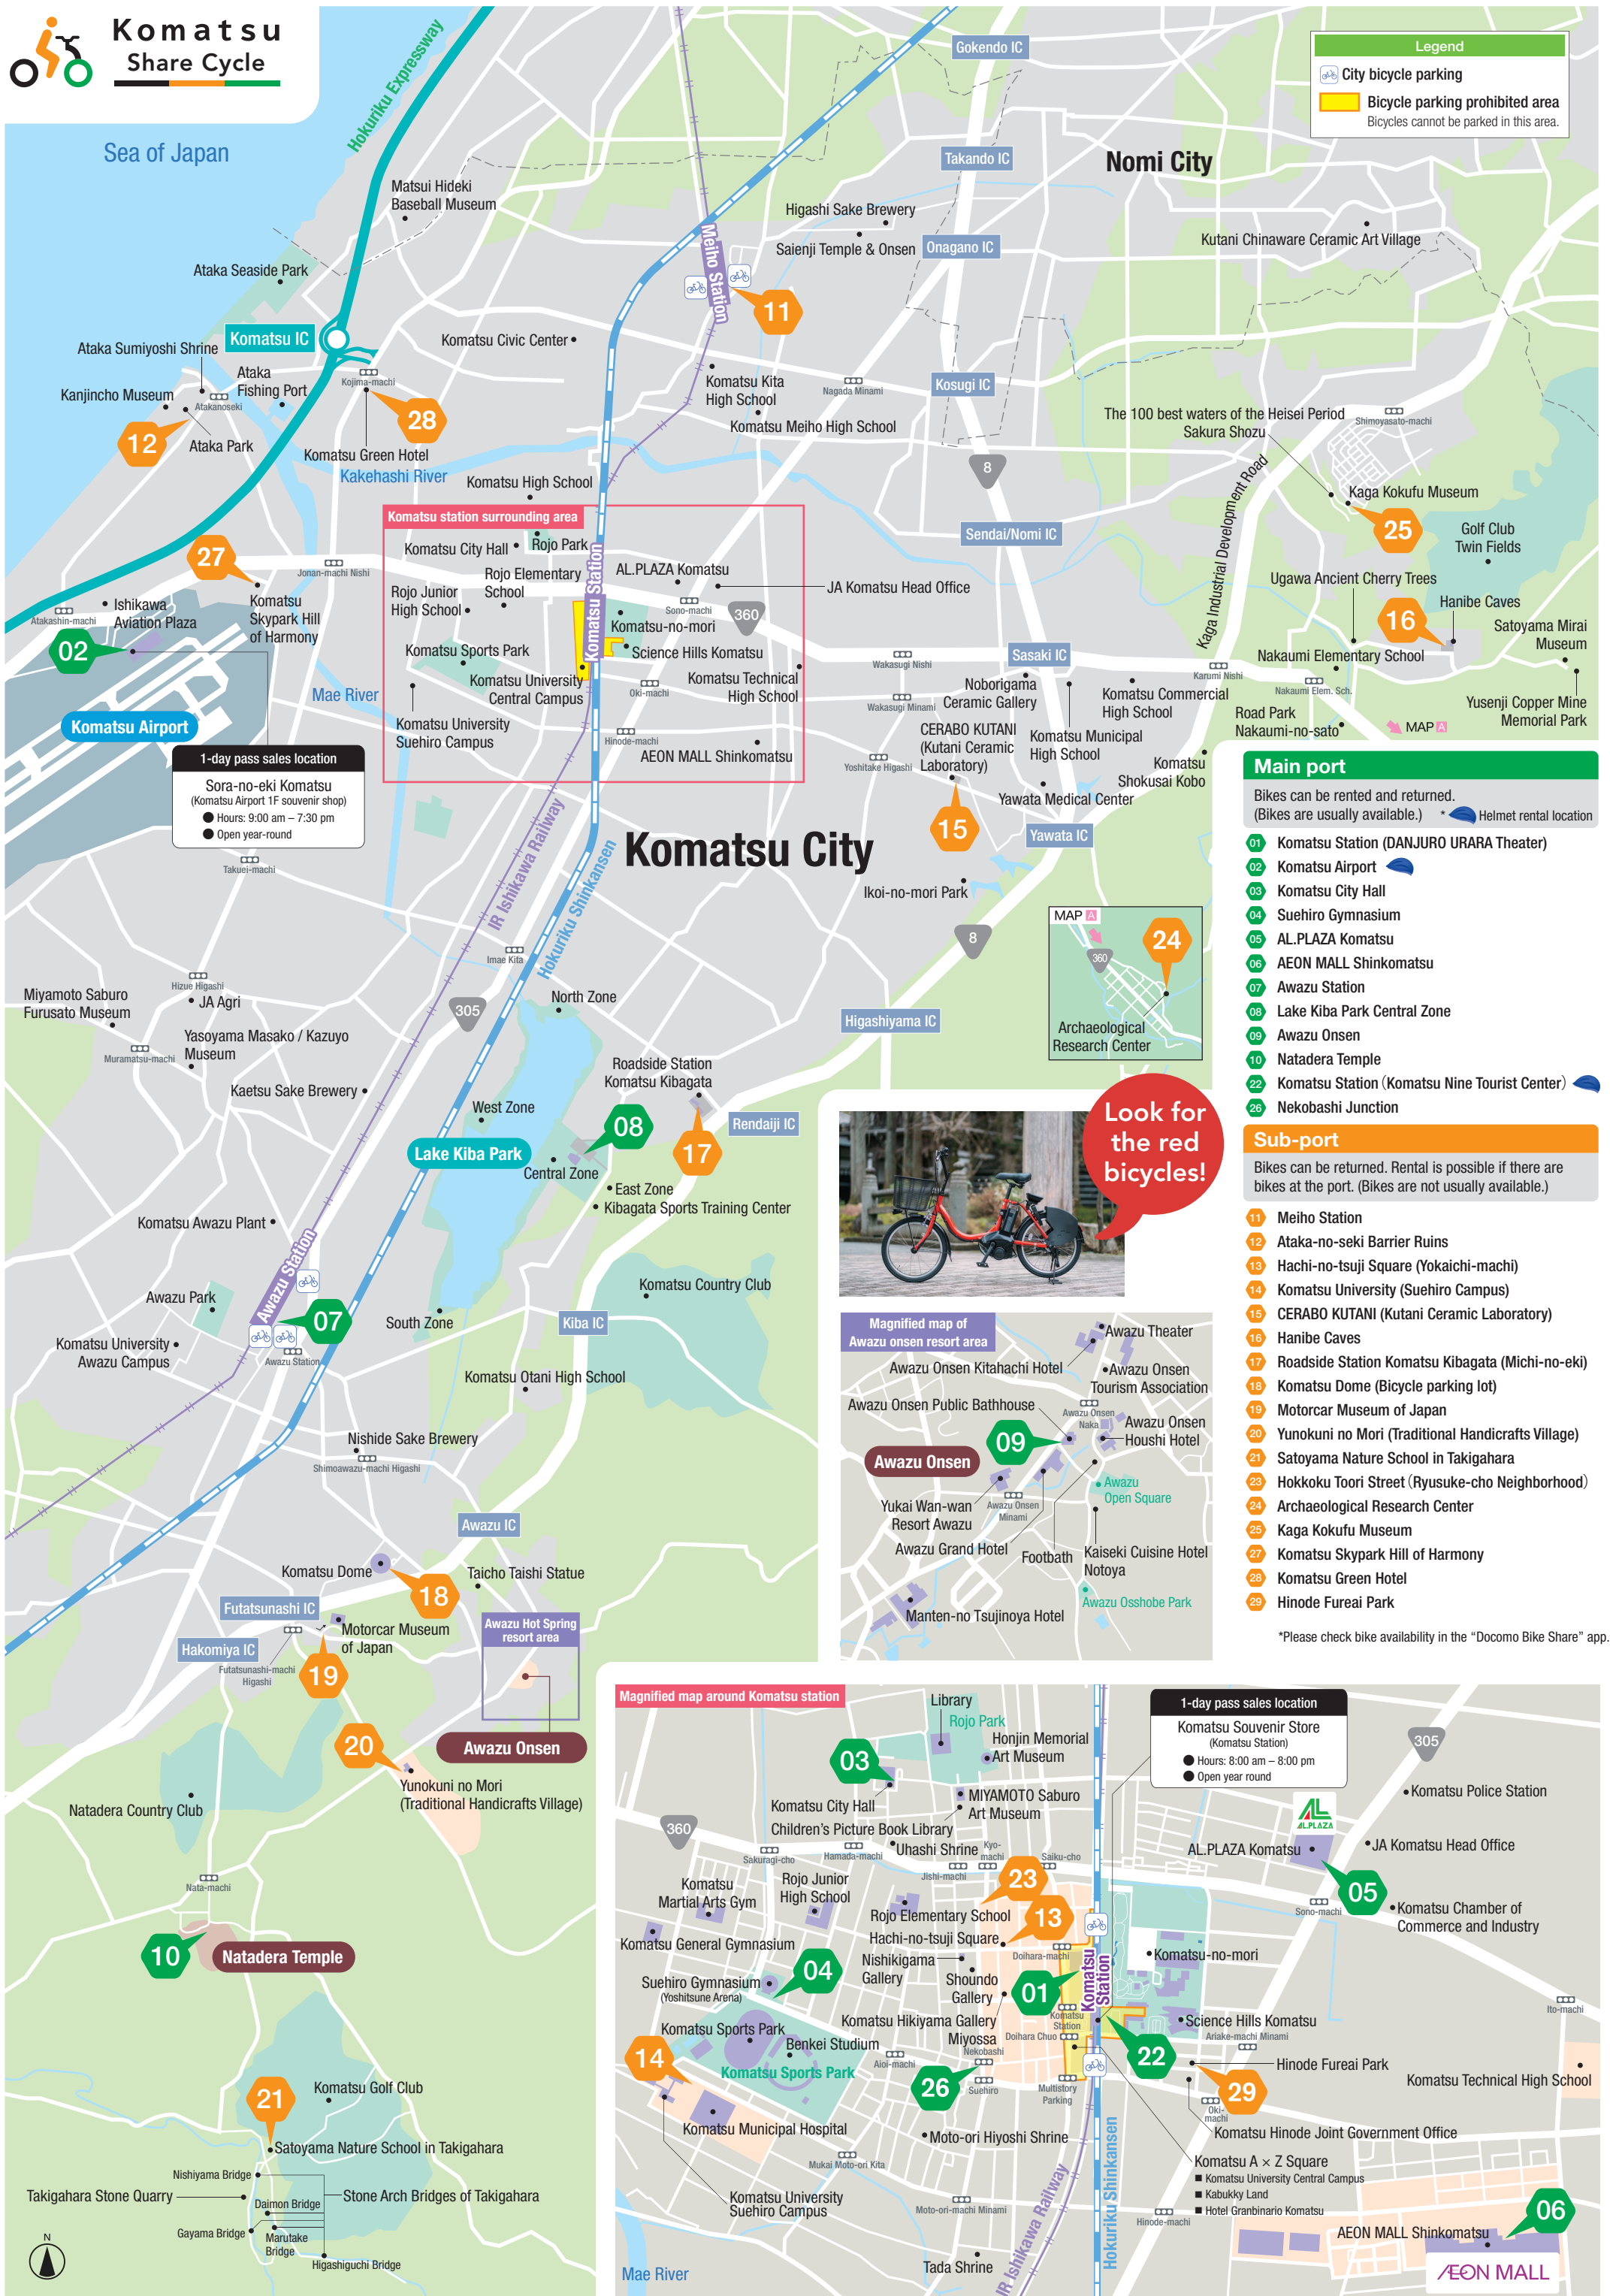 Komatsu
Share Cycle
Sea of Japan
Hokuriku Expressway
Gokendo IC
Legend
City bicycle parking
Bicycle parking prohibited area
Bicycles cannot be parked in this area.
Takando IC
Nomi City
Matsui Hideki
Baseball Museum
Higashi Sake Brewery
Saienji Temple & Onsen
Onagano IC
Kutani Chinaware Ceramic Art Village
Meiho Station
11
Ataka Seaside Park
Komatsu IC
Ataka Sumiyoshi Shrine
Ataka
Fishing Port
Kanjincho Museum
Atakanoseki
12
Ataka Park
Kojima-machi
28
Komatsu Green Hotel
Kakehashi River
Komatsu Civic Center
Komatsu Kita
High School
Komatsu Meiho High School
Nagada Minami
Kosugi IC
8
The 100 best waters of the Heisei Period
Sakura Shozu
Shimoyasato-machi
Kaga Industrial Development Road
Kaga Kokufu Museum
25
Golf Club
Twin Fields
Komatsu High School
Komatsu station surrounding area
Komatsu City Hall
Rojo Park
Rojo Elementary
School
Rojo Junior
High School
AL.PLAZA Komatsu
JA Komatsu Head Office
Sono-machi
360
Komatsu Station
Komatsu-no-mori
Science Hills Komatsu
Komatsu Sports Park
Komatsu University
Central Campus
Oki-machi
Komatsu Technical
High School
Komatsu University
Suehiro Campus
Hinode-machi
AEON MALL Shinkomatsu
Sendai/Nomi IC
27
Jonan-machi Nishi
Komatsu
Skypark Hill
of Harmony
Ishikawa
Aviation Plaza
Atakashin-machi
02
Mae River
Komatsu Airport
1-day pass sales location
Sora-no-eki Komatsu
(Komatsu Airport 1F souvenir shop)
● Hours: 9:00 am – 7:30 pm
● Open year-round
Takuei-machi
Ugawa Ancient Cherry Trees
Hanibe Caves
16
Satoyama Mirai
Museum
Nakaumi Elementary School
Nakaumi Elem. Sch.
Karumi Nishi
Yusenji Copper Mine
Memorial Park
Road Park
Nakaumi-no-sato
MAP A
Sasaki IC
Wakasugi Nishi
Wakasugi Minami
Noborigama
Ceramic Gallery
Komatsu Commercial
High School
Komatsu Municipal
High School
CERABO KUTANI
(Kutani Ceramic
Laboratory)
Yoshitake Higashi
Komatsu
Shokusai Kobo
Yawata Medical Center
15
Yawata IC
Komatsu City
Ikoi-no-mori Park
8
MAP A
360
24
Archaeological
Research Center
Higashiyama IC
IR Ishikawa Railway
Hokuriku Shinkansen
Imae Kita
305
Miyamoto Saburo
Furusato Museum
Hizue Higashi
JA Agri
Muramatsu-machi
Yasoyama Masako / Kazuyo
Museum
Kaetsu Sake Brewery
North Zone
Roadside Station
Komatsu Kibagata
West Zone
08
17
Rendaiji IC
Lake Kiba Park
Central Zone
East Zone
Kibagata Sports Training Center
Komatsu Awazu Plant
Awazu Station
07
Awazu Park
Komatsu University
Awazu Campus
Awazu Station
South Zone
Kiba IC
Komatsu Country Club
Komatsu Otani High School
Nishide Sake Brewery
Shimoawazu-machi Higashi
Awazu IC
Komatsu Dome
18
Taicho Taishi Statue
Futatsunashi IC
Hakomiya IC
Motorcar Museum
of Japan
Futatsunashi-machi
Higashi
19
Awazu Hot Spring
resort area
Awazu Onsen
20
Yunokuni no Mori
(Traditional Handicrafts Village)
Natadera Country Club
Nata-machi
10
Natadera Temple
21
Komatsu Golf Club
Satoyama Nature School in Takigahara
Nishiyama Bridge
Takigahara Stone Quarry
Daimon Bridge
Stone Arch Bridges of Takigahara
Gayama Bridge
Marutake
Bridge
Higashiguchi Bridge
N
Look for
the red
bicycles!
Magnified map of
Awazu onsen resort area
Awazu Theater
Awazu Onsen Kitahachi Hotel
Awazu Onsen
Tourism Association
Awazu Onsen Public Bathhouse
Awazu Onsen
Naka
Awazu Onsen
Houshi Hotel
09
Awazu Onsen
Awazu
Open Square
Yukai Wan-wan
Resort Awazu
Awazu Onsen
Minami
Awazu Grand Hotel
Footbath
Kaiseki Cuisine Hotel
Notoya
Awazu Osshobe Park
Manten-no Tsujinoya Hotel
Main port
Bikes can be rented and returned.
(Bikes are usually available.) * Helmet rental location
01 Komatsu Station (DANJURO URARA Theater)
02 Komatsu Airport
03 Komatsu City Hall
04 Suehiro Gymnasium
05 AL.PLAZA Komatsu
06 AEON MALL Shinkomatsu
07 Awazu Station
08 Lake Kiba Park Central Zone
09 Awazu Onsen
10 Natadera Temple
22 Komatsu Station (Komatsu Nine Tourist Center)
26 Nekobashi Junction
Sub-port
Bikes can be returned. Rental is possible if there are
bikes at the port. (Bikes are not usually available.)
11 Meiho Station
12 Ataka-no-seki Barrier Ruins
13 Hachi-no-tsuji Square (Yokaichi-machi)
14 Komatsu University (Suehiro Campus)
15 CERABO KUTANI (Kutani Ceramic Laboratory)
16 Hanibe Caves
17 Roadside Station Komatsu Kibagata (Michi-no-eki)
18 Komatsu Dome (Bicycle parking lot)
19 Motorcar Museum of Japan
20 Yunokuni no Mori (Traditional Handicrafts Village)
21 Satoyama Nature School in Takigahara
23 Hokkoku Toori Street (Ryusuke-cho Neighborhood)
24 Archaeological Research Center
25 Kaga Kokufu Museum
27 Komatsu Skypark Hill of Harmony
28 Komatsu Green Hotel
29 Hinode Fureai Park
*Please check bike availability in the “Docomo Bike Share” app.
Magnified map around Komatsu station
Library
Rojo Park
Honjin Memorial
Art Museum
03
Komatsu City Hall
MIYAMOTO Saburo
Art Museum
Children's Picture Book Library
360
Uhashi Shrine
Kyo-
machi
Sakuragi-cho
Hamada-machi
Jishi-machi
Saiku-cho
1-day pass sales location
Komatsu Souvenir Store
(Komatsu Station)
● Hours: 8:00 am – 8:00 pm
● Open year round
305
Komatsu Police Station
AL.PLAZA
AL.PLAZA Komatsu
JA Komatsu Head Office
05
Sono-machi
Komatsu Chamber of
Commerce and Industry
Komatsu
Martial Arts Gym
Rojo Junior
High School
23
Rojo Elementary School
13
Hachi-no-tsuji Square
Komatsu General Gymnasium
Doihara-machi
Nishikigama
Gallery
Komatsu-no-mori
Suehiro Gymnasium
(Yoshitsune Arena)
04
Shoundo
Gallery
01
Komatsu
Station
Komatsu
Station
Komatsu Hikiyama Gallery
Miyossa
Komatsu Sports Park
Benkei Studium
Komatsu Sports Park
Doihara Chuo
Nekobashi
Aioi-machi
Science Hills Komatsu
Ariake-machi Minami
Ito-machi
14
26
Suehiro
Multistory
Parking
22
Hinode Fureai Park
29
Komatsu Technical High School
Oki-
machi
Komatsu Municipal Hospital
Moto-ori Hiyoshi Shrine
Komatsu Hinode Joint Government Office
Mukai Moto-ori Kita
Komatsu A × Z Square
■ Komatsu University Central Campus
■ Kabukky Land
■ Hotel Granbinario Komatsu
Komatsu University
Suehiro Campus
Moto-ori-machi Minami
Hinode-machi
IR Ishikawa Railway
Hokuriku Shinkansen
06
AEON MALL Shinkomatsu
ÆON MALL
Tada Shrine
Mae River